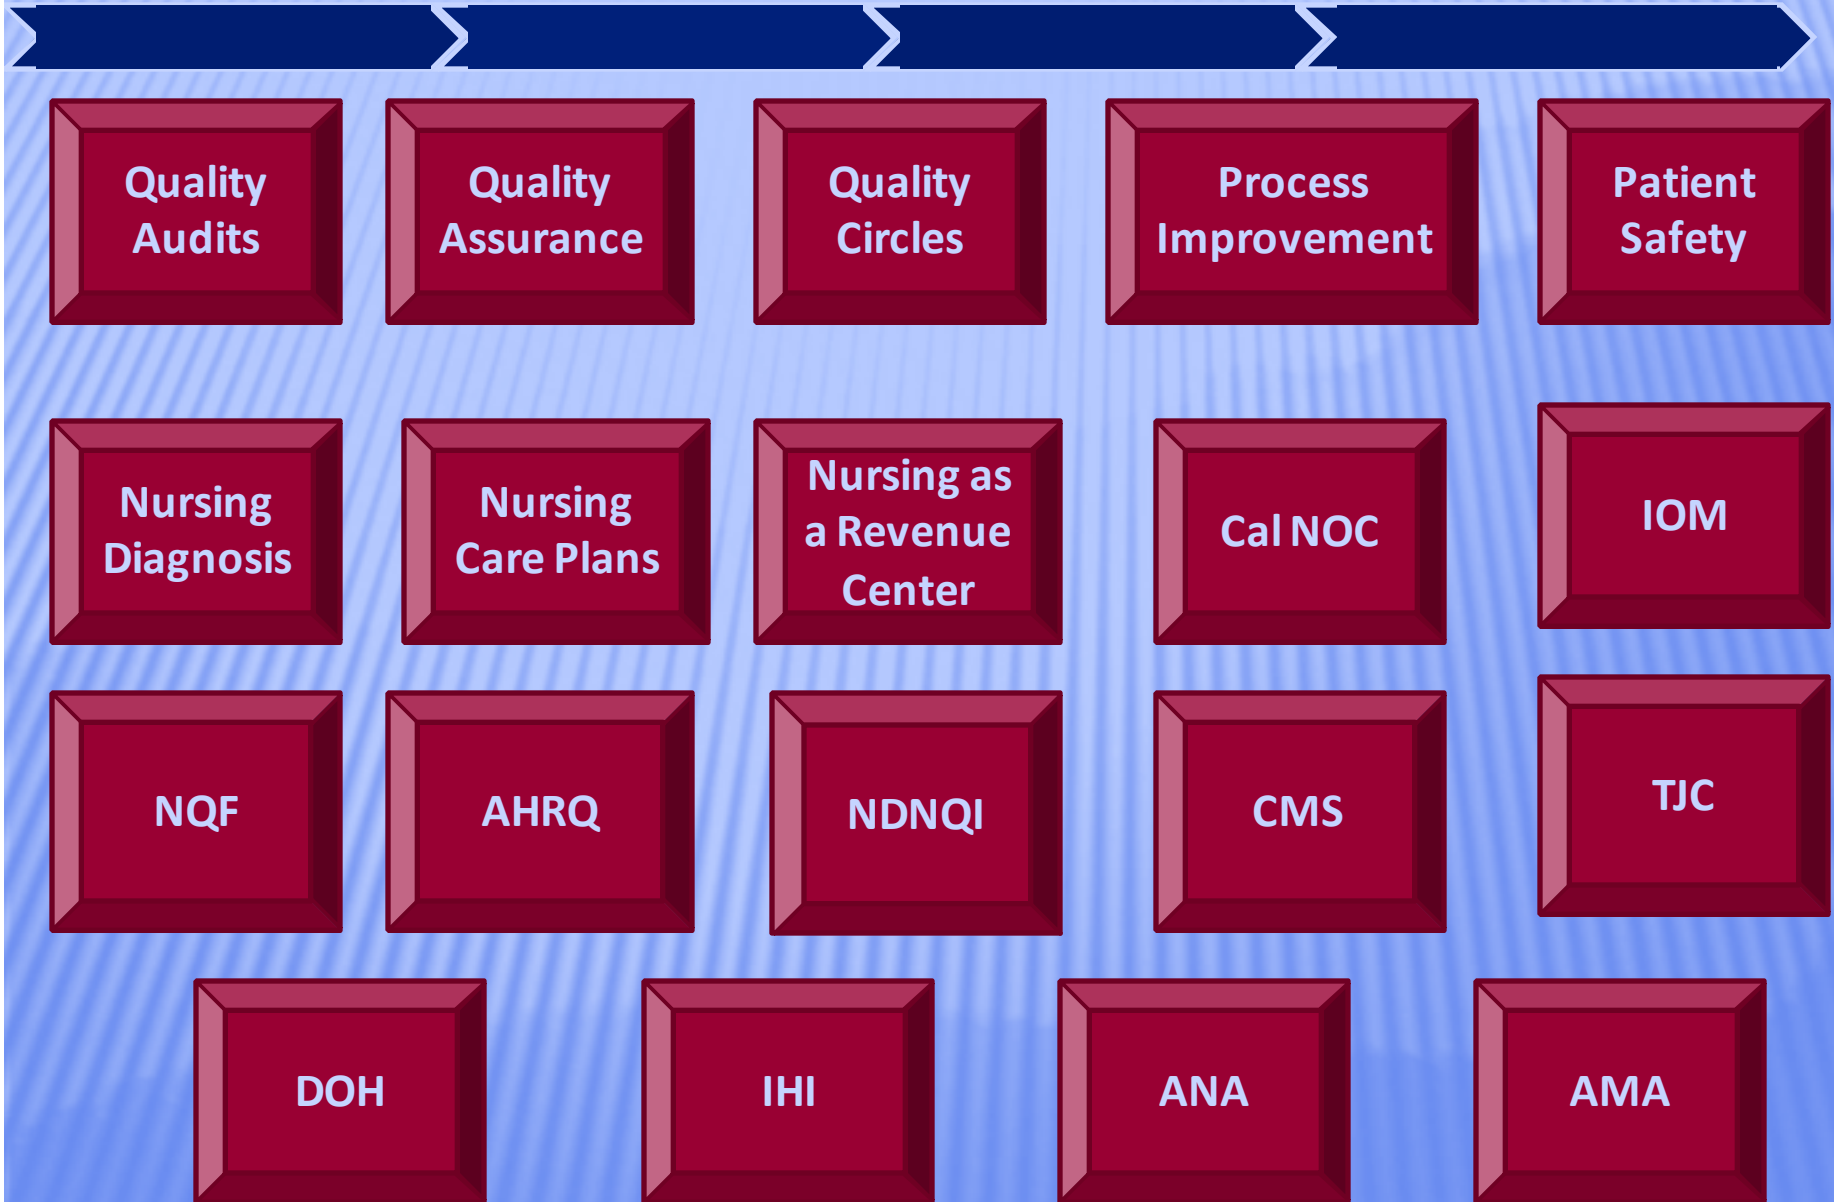 Quality
Audits
Quality
Assurance
Quality
Circles
Process
Improvement
Patient
Safety
Nursing
Diagnosis
Nursing
Care Plans
Nursing as
a Revenue
Center
Cal NOC
IOM
NQF
AHRQ
NDNQI
CMS
TJC
DOH
IHI
ANA
AMA